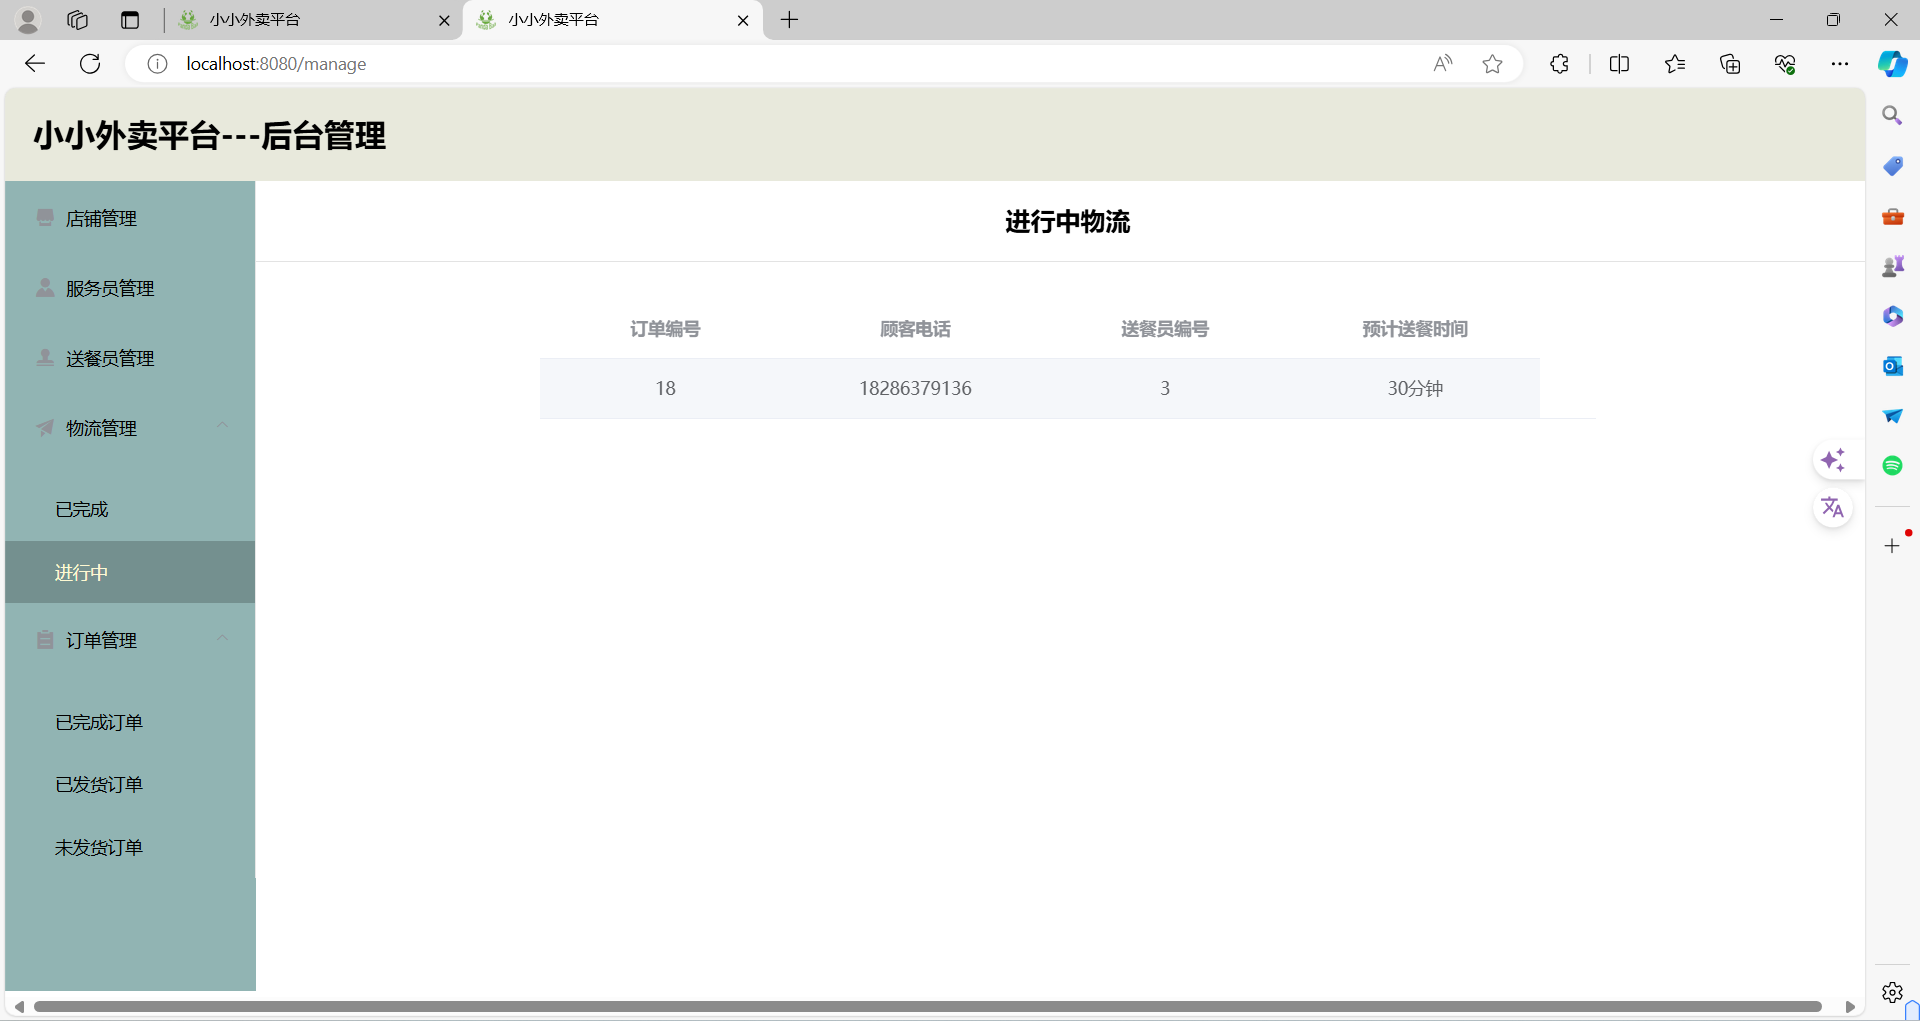 小小外卖平台
小小外卖平台
localhost:8080/manage
小小外卖平台---后台管理
店铺管理
服务员管理
送餐员管理
物流管理
已完成
进行中
订单管理
已完成订单
已发货订单
未发货订单
进行中物流
订单编号 顾客电话 送餐员编号 预计送餐时间
18 18286379136 3 30分钟